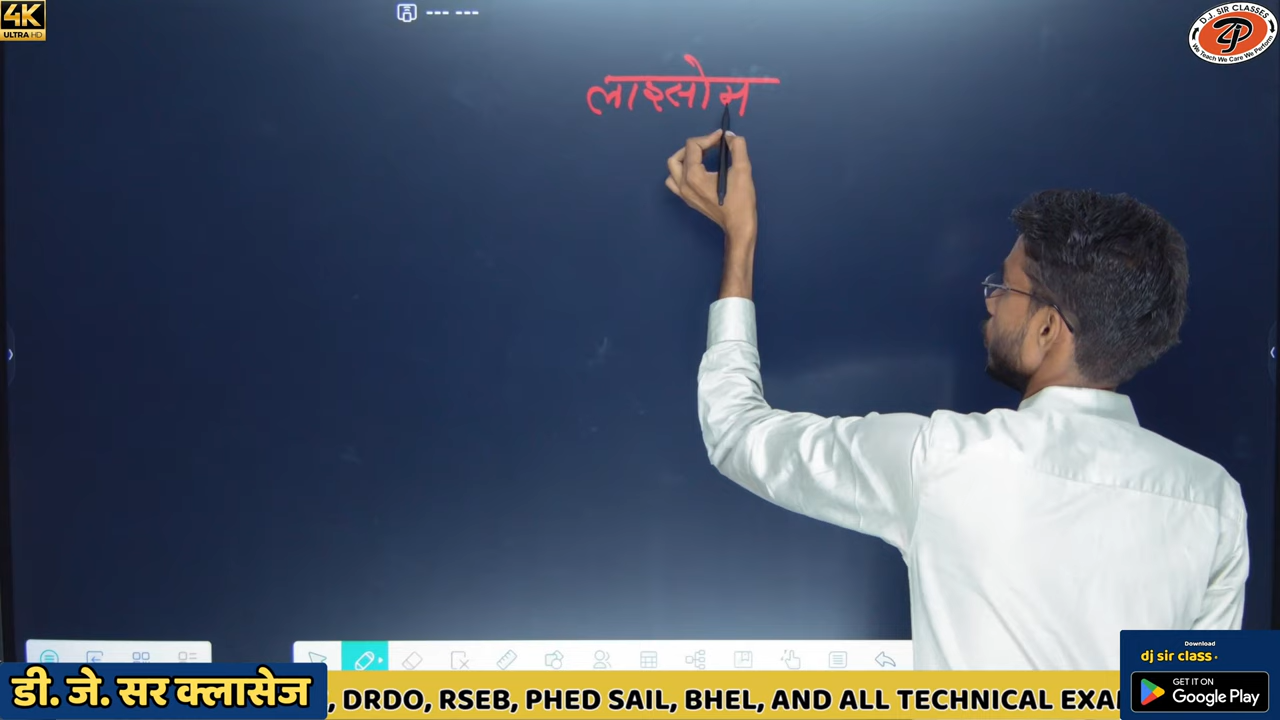 4K
ULTRA HD
D.J. SIR CLASSES
We Teach We Care We Perform
लाइसोम
Download
dj sir class
GET IT ON
Google Play
डी. जे. सर क्लासेज
, DRDO, RSEB, PHED SAIL, BHEL, AND ALL TECHNICAL EXA